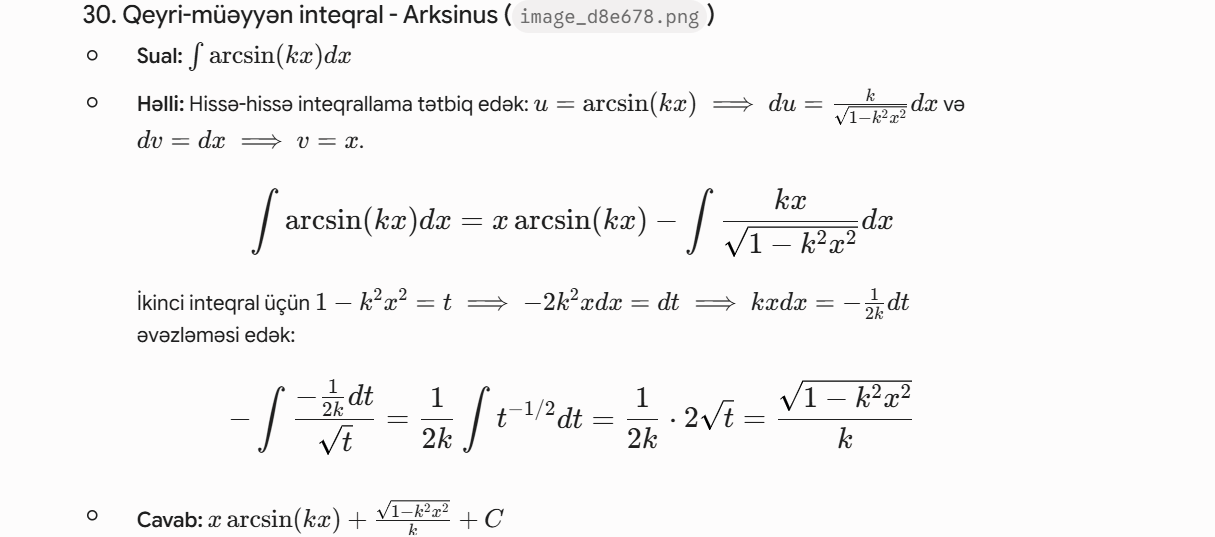 30. Qeyri-müəyyən inteqral - Arksinus ( image_d8e678.png )
Sual: ∫ arcsin(kx)dx
Həlli: Hissə-hissə inteqrallama tətbiq edək: u = arcsin(kx) ⟹ du = k/√(1−k²x²) dx və
dv = dx ⟹ v = x.
∫ arcsin(kx)dx = x arcsin(kx) − ∫ kx/√(1 − k²x²) dx
İkinci inteqral üçün 1 − k²x² = t ⟹ −2k²xdx = dt ⟹ kxdx = −1/2k dt
əvəzləməsi edək:
− ∫ (−1/2k dt)/√t = 1/2k ∫ t^(−1/2) dt = 1/2k · 2√t = √(1 − k²x²)/k
Cavab: x arcsin(kx) + √(1−k²x²)/k + C